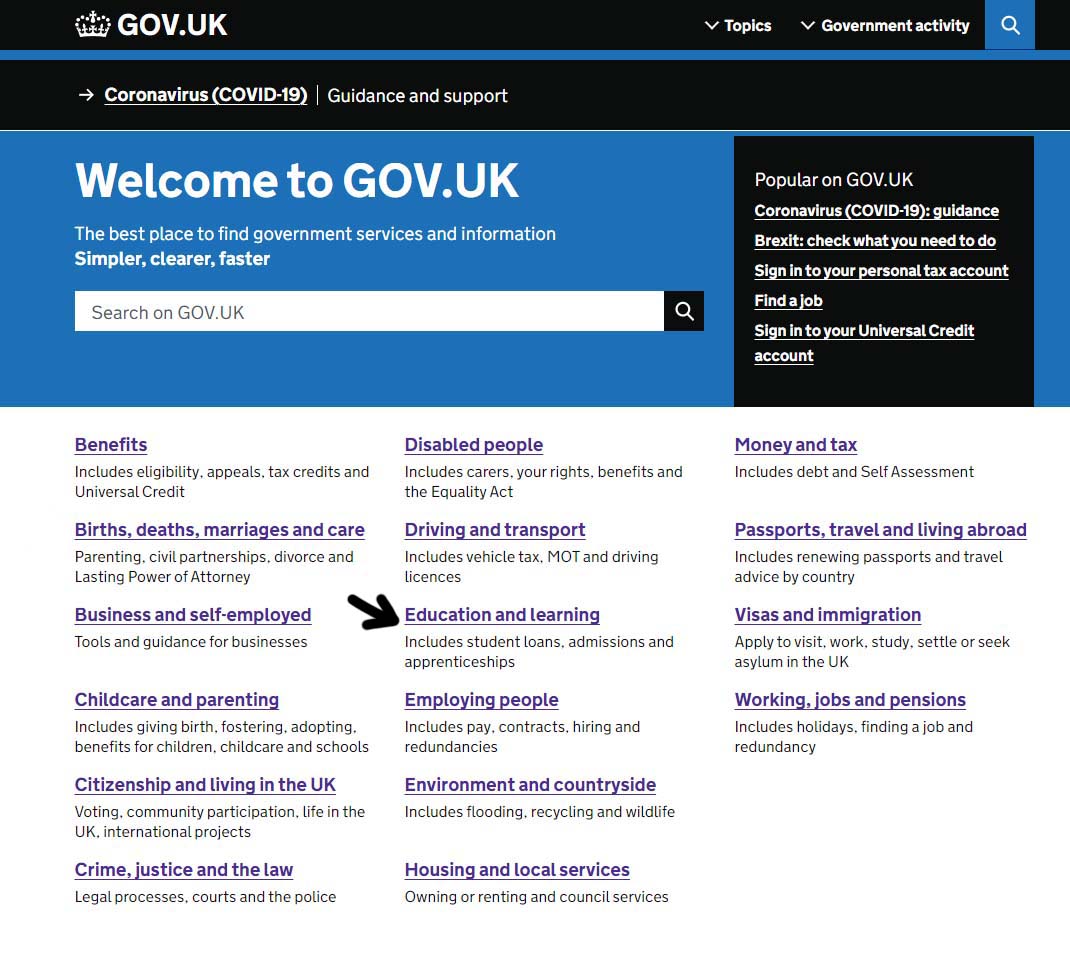 GOV.UK
Topics
Government activity
Coronavirus (COVID-19)
Guidance and support
Welcome to GOV.UK
The best place to find government services and information
Simpler, clearer, faster
Search on GOV.UK
Popular on GOV.UK
Coronavirus (COVID-19): guidance
Brexit: check what you need to do
Sign in to your personal tax account
Find a job
Sign in to your Universal Credit
account
Benefits
Includes eligibility, appeals, tax credits and
Universal Credit
Births, deaths, marriages and care
Parenting, civil partnerships, divorce and
Lasting Power of Attorney
Business and self-employed
Tools and guidance for businesses
Childcare and parenting
Includes giving birth, fostering, adopting,
benefits for children, childcare and schools
Citizenship and living in the UK
Voting, community participation, life in the
UK, international projects
Crime, justice and the law
Legal processes, courts and the police
Disabled people
Includes carers, your rights, benefits and
the Equality Act
Driving and transport
Includes vehicle tax, MOT and driving
licences
Education and learning
Includes student loans, admissions and
apprenticeships
Employing people
Includes pay, contracts, hiring and
redundancies
Environment and countryside
Includes flooding, recycling and wildlife
Housing and local services
Owning or renting and council services
Money and tax
Includes debt and Self Assessment
Passports, travel and living abroad
Includes renewing passports and travel
advice by country
Visas and immigration
Apply to visit, work, study, settle or seek
asylum in the UK
Working, jobs and pensions
Includes holidays, finding a job and
redundancy